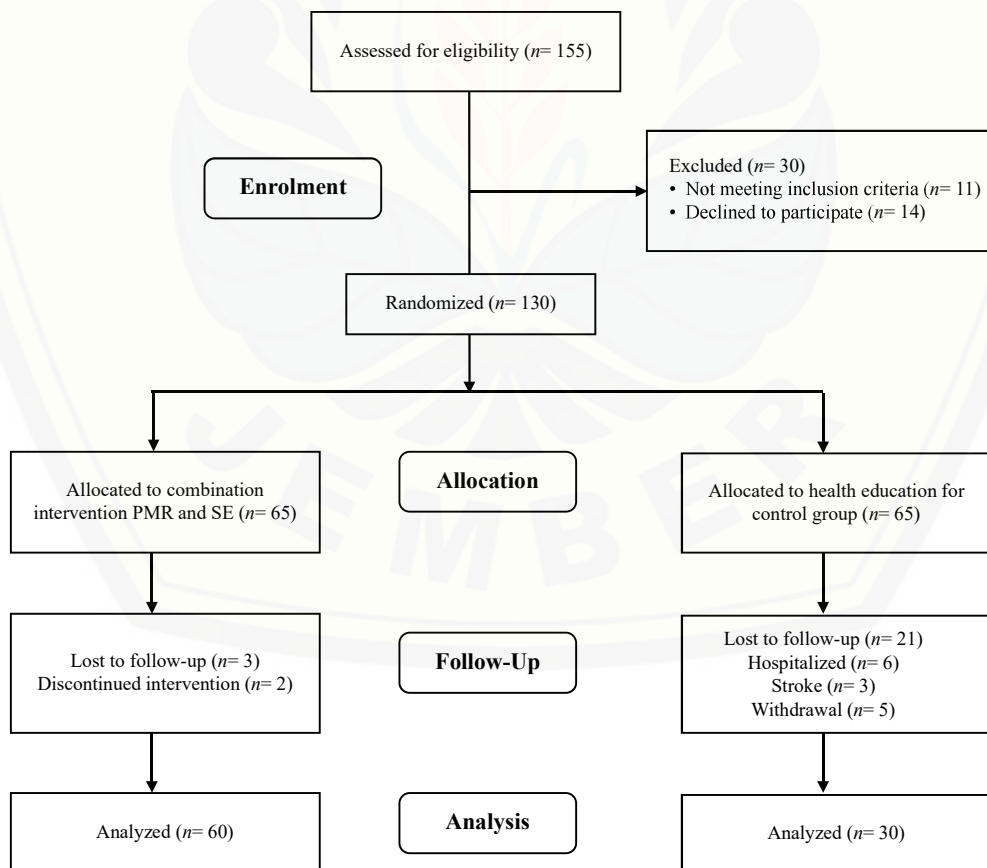 Assessed for eligibility (n= 155)
Enrolment
Excluded (n= 30)
• Not meeting inclusion criteria (n= 11)
• Declined to participate (n= 14)
Randomized (n= 130)
Allocated to combination
intervention PMR and SE (n= 65)
Allocation
Allocated to health education for
control group (n= 65)
Lost to follow-up (n= 3)
Discontinued intervention (n= 2)
Follow-Up
Lost to follow-up (n= 21)
Hospitalized (n= 6)
Stroke (n= 3)
Withdrawal (n= 5)
Analyzed (n= 60)
Analysis
Analyzed (n= 30)
JEMBER